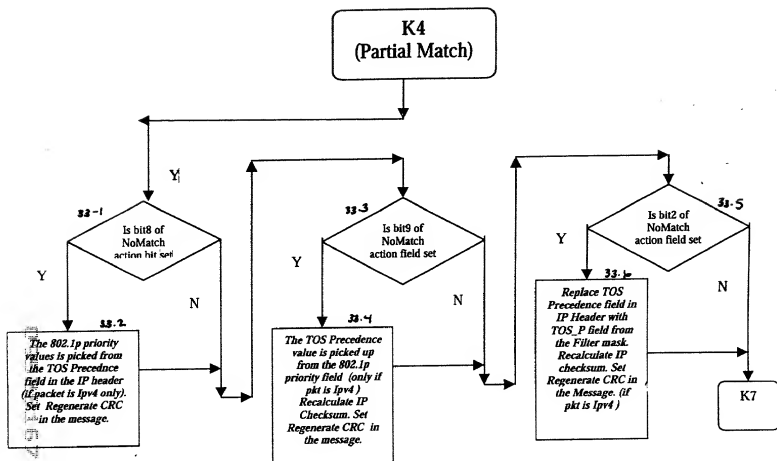 K4
(Partial Match)
Y
33-1
Is bit8 of
NoMatch
action bit set
Y
N
33.2
The 802.1p priority
values is picked from
the TOS Precednce
field in the IP header
(if packet is Ipv4 only).
Set Regenerate CRC
in the message.
33.3
Is bit9 of
NoMatch
action field set
Y
N
33.4
The TOS Precedence
value is picked up
from the 802.1p
priority field (only if
pkt is Ipv4 )
Recalculate IP
Checksum. Set
Regenerate CRC in
the message.
33.5
Is bit2 of
NoMatch
action field set
Y
N
33.6
Replace TOS
Precedence field in
IP Header with
TOS_P field from
the Filter mask.
Recalculate IP
checksum. Set
Regenerate CRC in
the Message. (if
pkt is Ipv4 )
K7